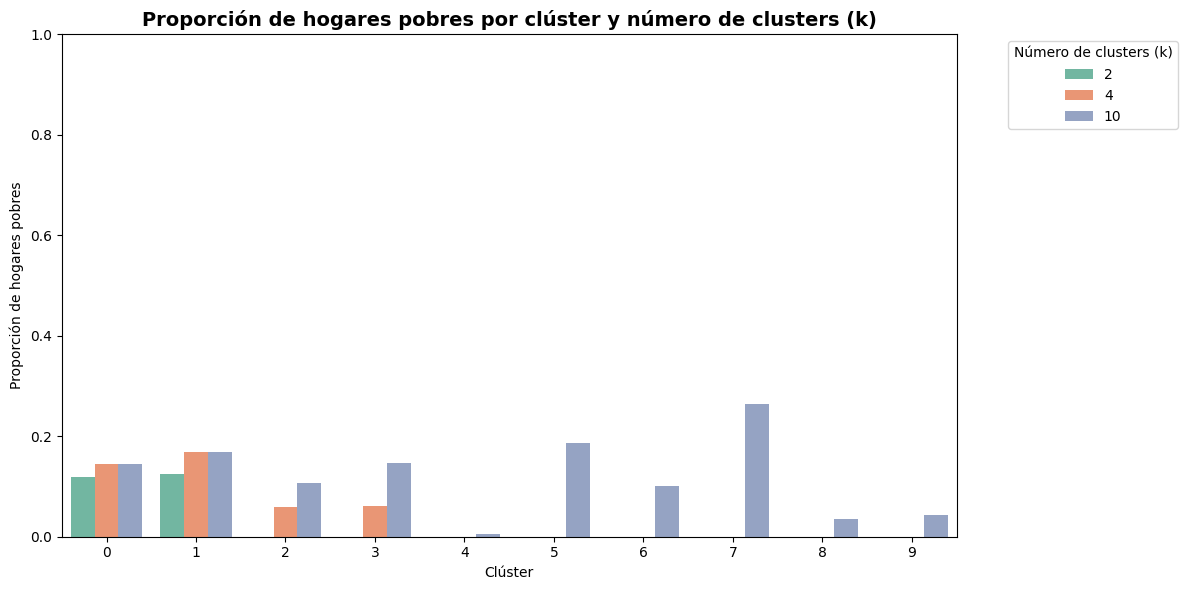 Proporción de hogares pobres por clúster y número de clusters (k)
Número de clusters (k)
2
4
10
Proporción de hogares pobres
1.0
0.8
0.6
0.4
0.2
0.0
0 1 2 3 4 5 6 7 8 9
Clúster